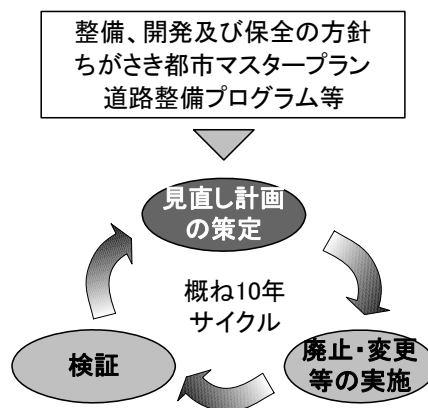 整備、開発及び保全の方針
ちがさき都市マスタープラン
道路整備プログラム等
見直し計画
の策定
概ね10年
サイクル
検証
廃止・変更
等の実施